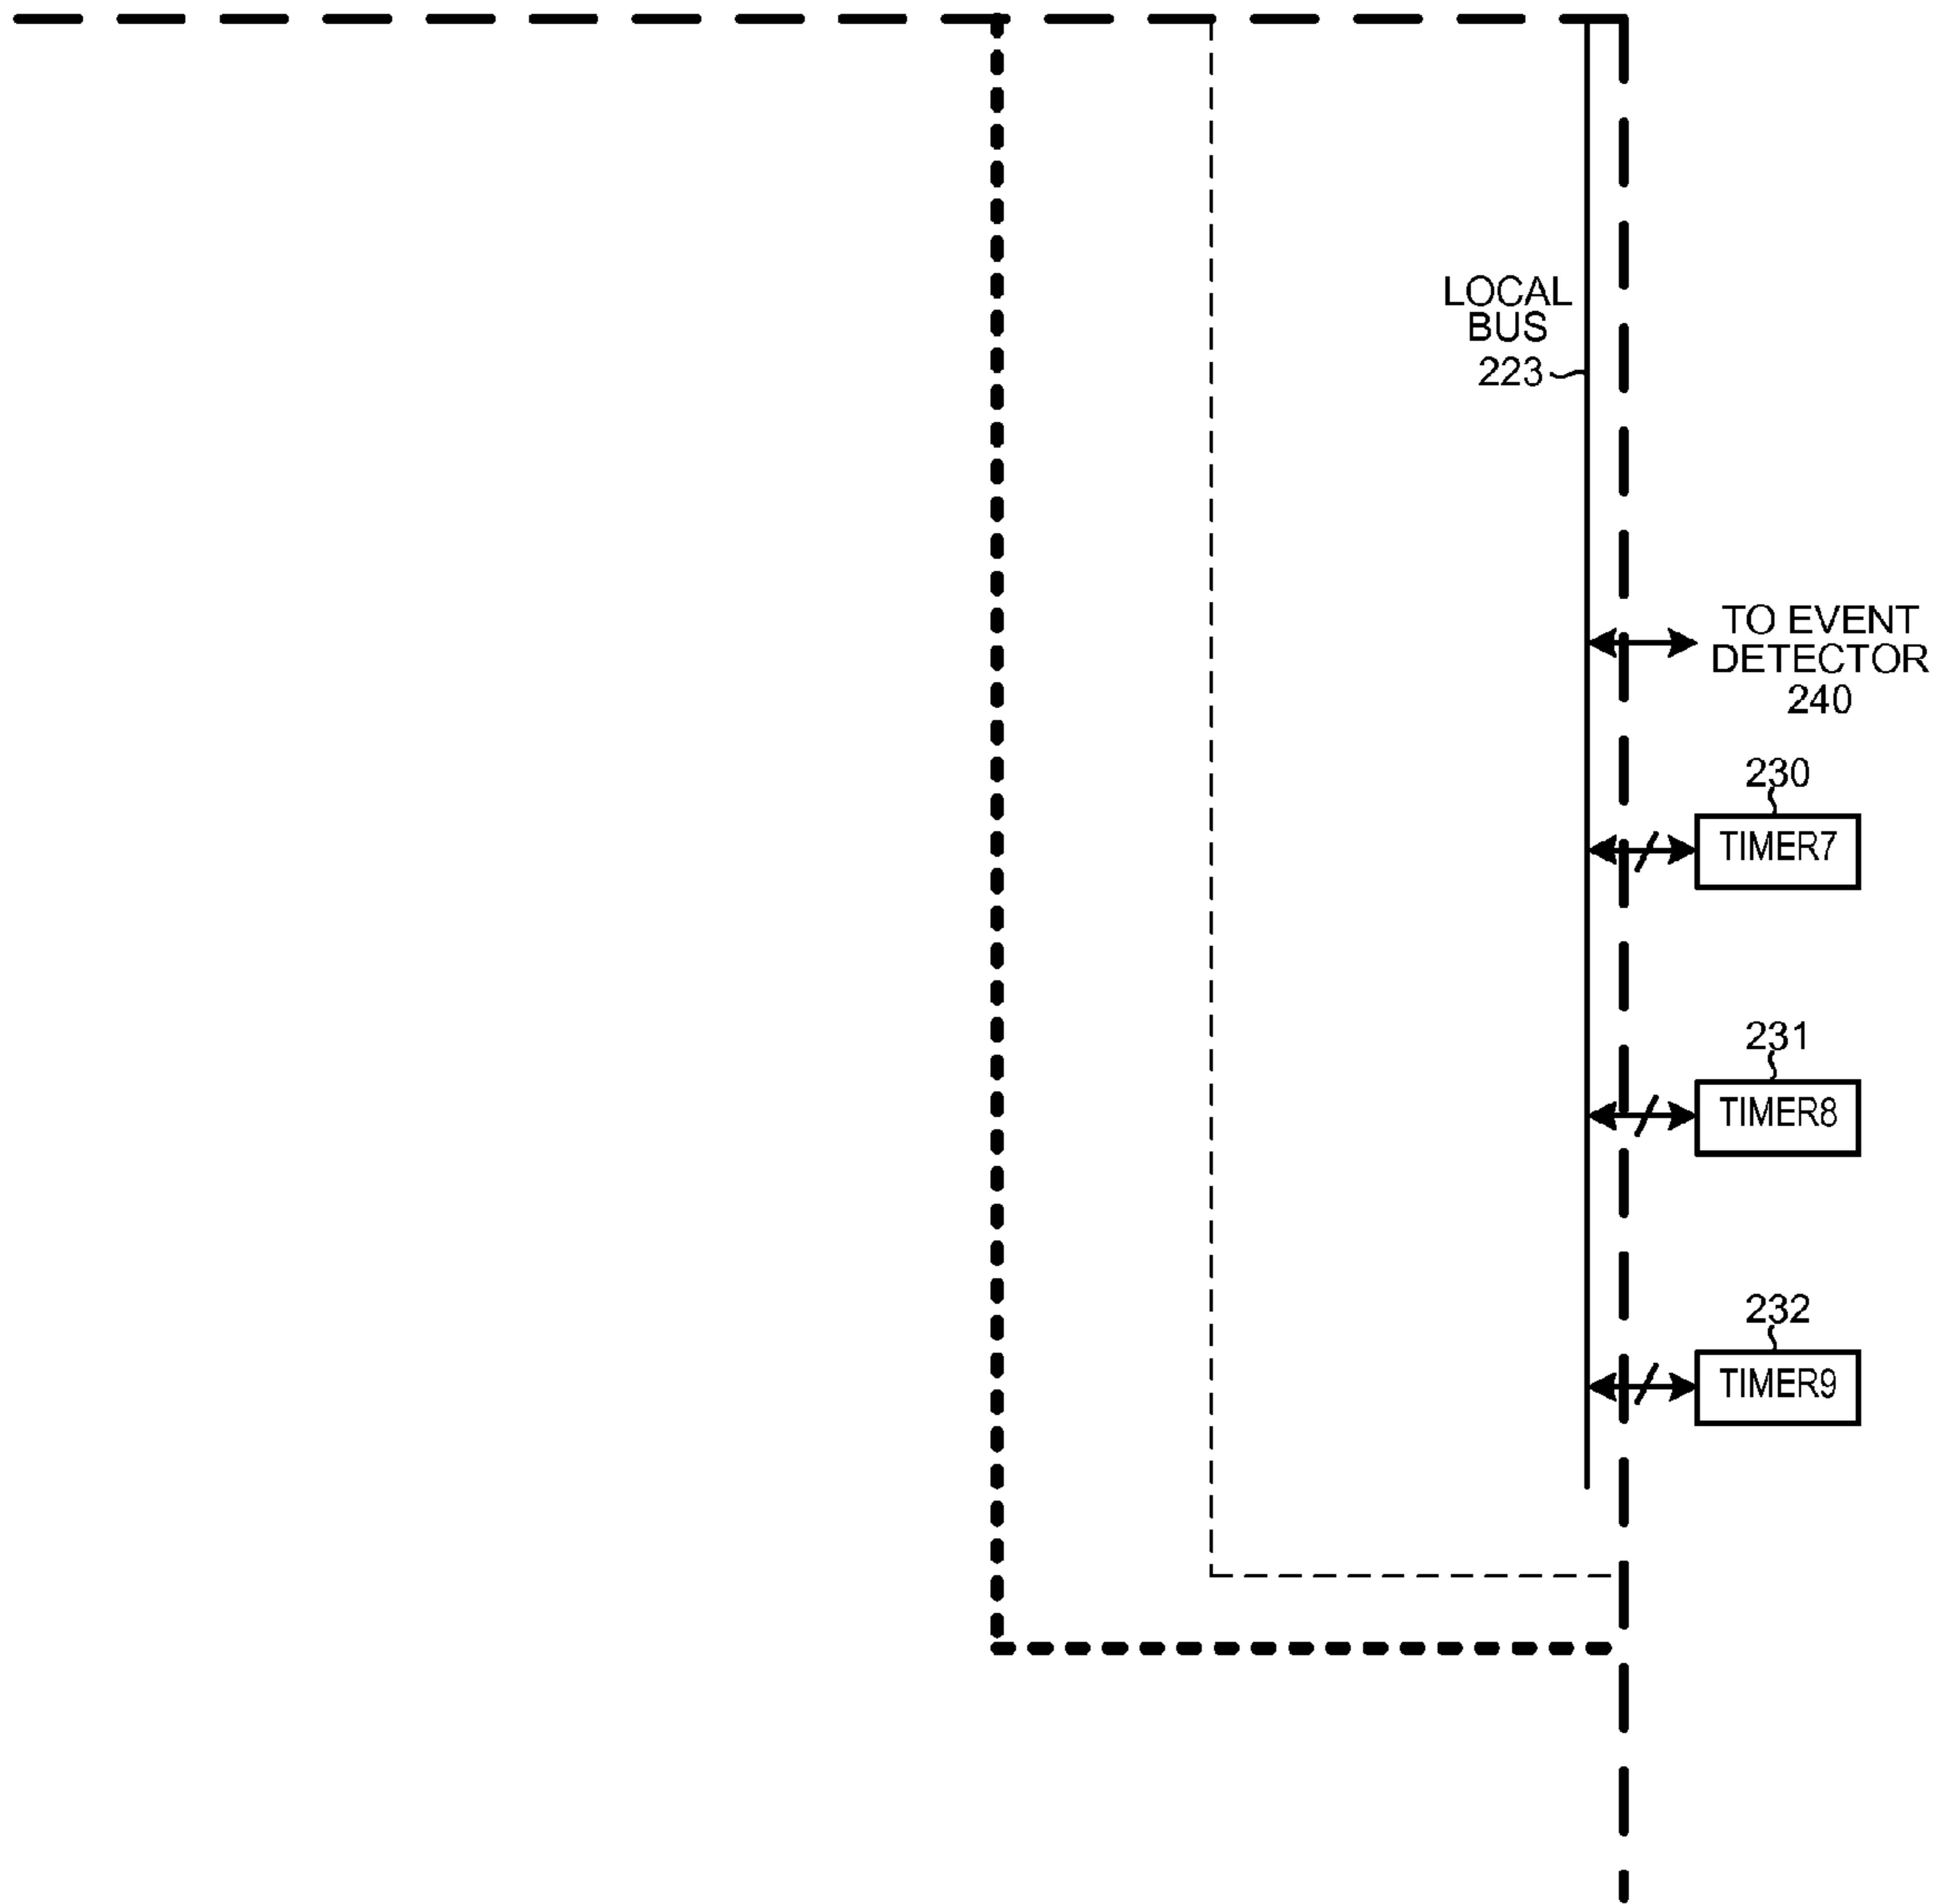 LOCAL
BUS
223
TO EVENT
DETECTOR
240
230
TIMER7
231
TIMER8
232
TIMER9